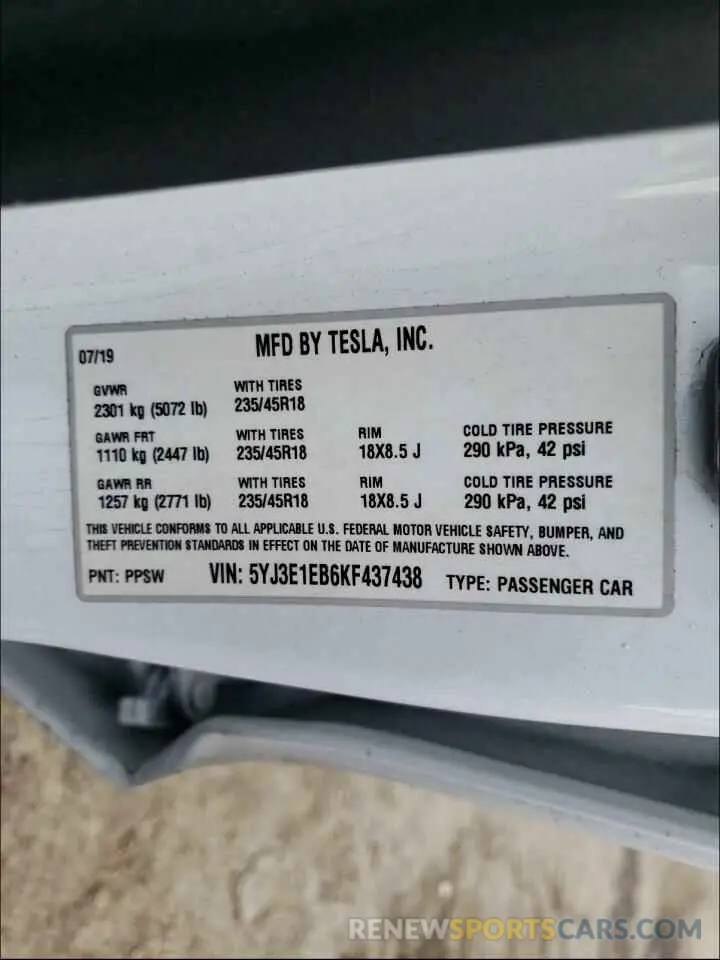 07/19 MFD BY TESLA, INC.
GVWR WITH TIRES
2301 kg (5072 lb) 235/45R18
GAWR FRT WITH TIRES RIM COLD TIRE PRESSURE
1110 kg (2447 lb) 235/45R18 18X8.5 J 290 kPa, 42 psi
GAWR RR WITH TIRES RIM COLD TIRE PRESSURE
1257 kg (2771 lb) 235/45R18 18X8.5 J 290 kPa, 42 psi
THIS VEHICLE CONFORMS TO ALL APPLICABLE U.S. FEDERAL MOTOR VEHICLE SAFETY, BUMPER, AND
THEFT PREVENTION STANDARDS IN EFFECT ON THE DATE OF MANUFACTURE SHOWN ABOVE.
PNT: PPSW VIN: 5YJ3E1EB6KF437438 TYPE: PASSENGER CAR
RENEWSPORTSCARS.COM